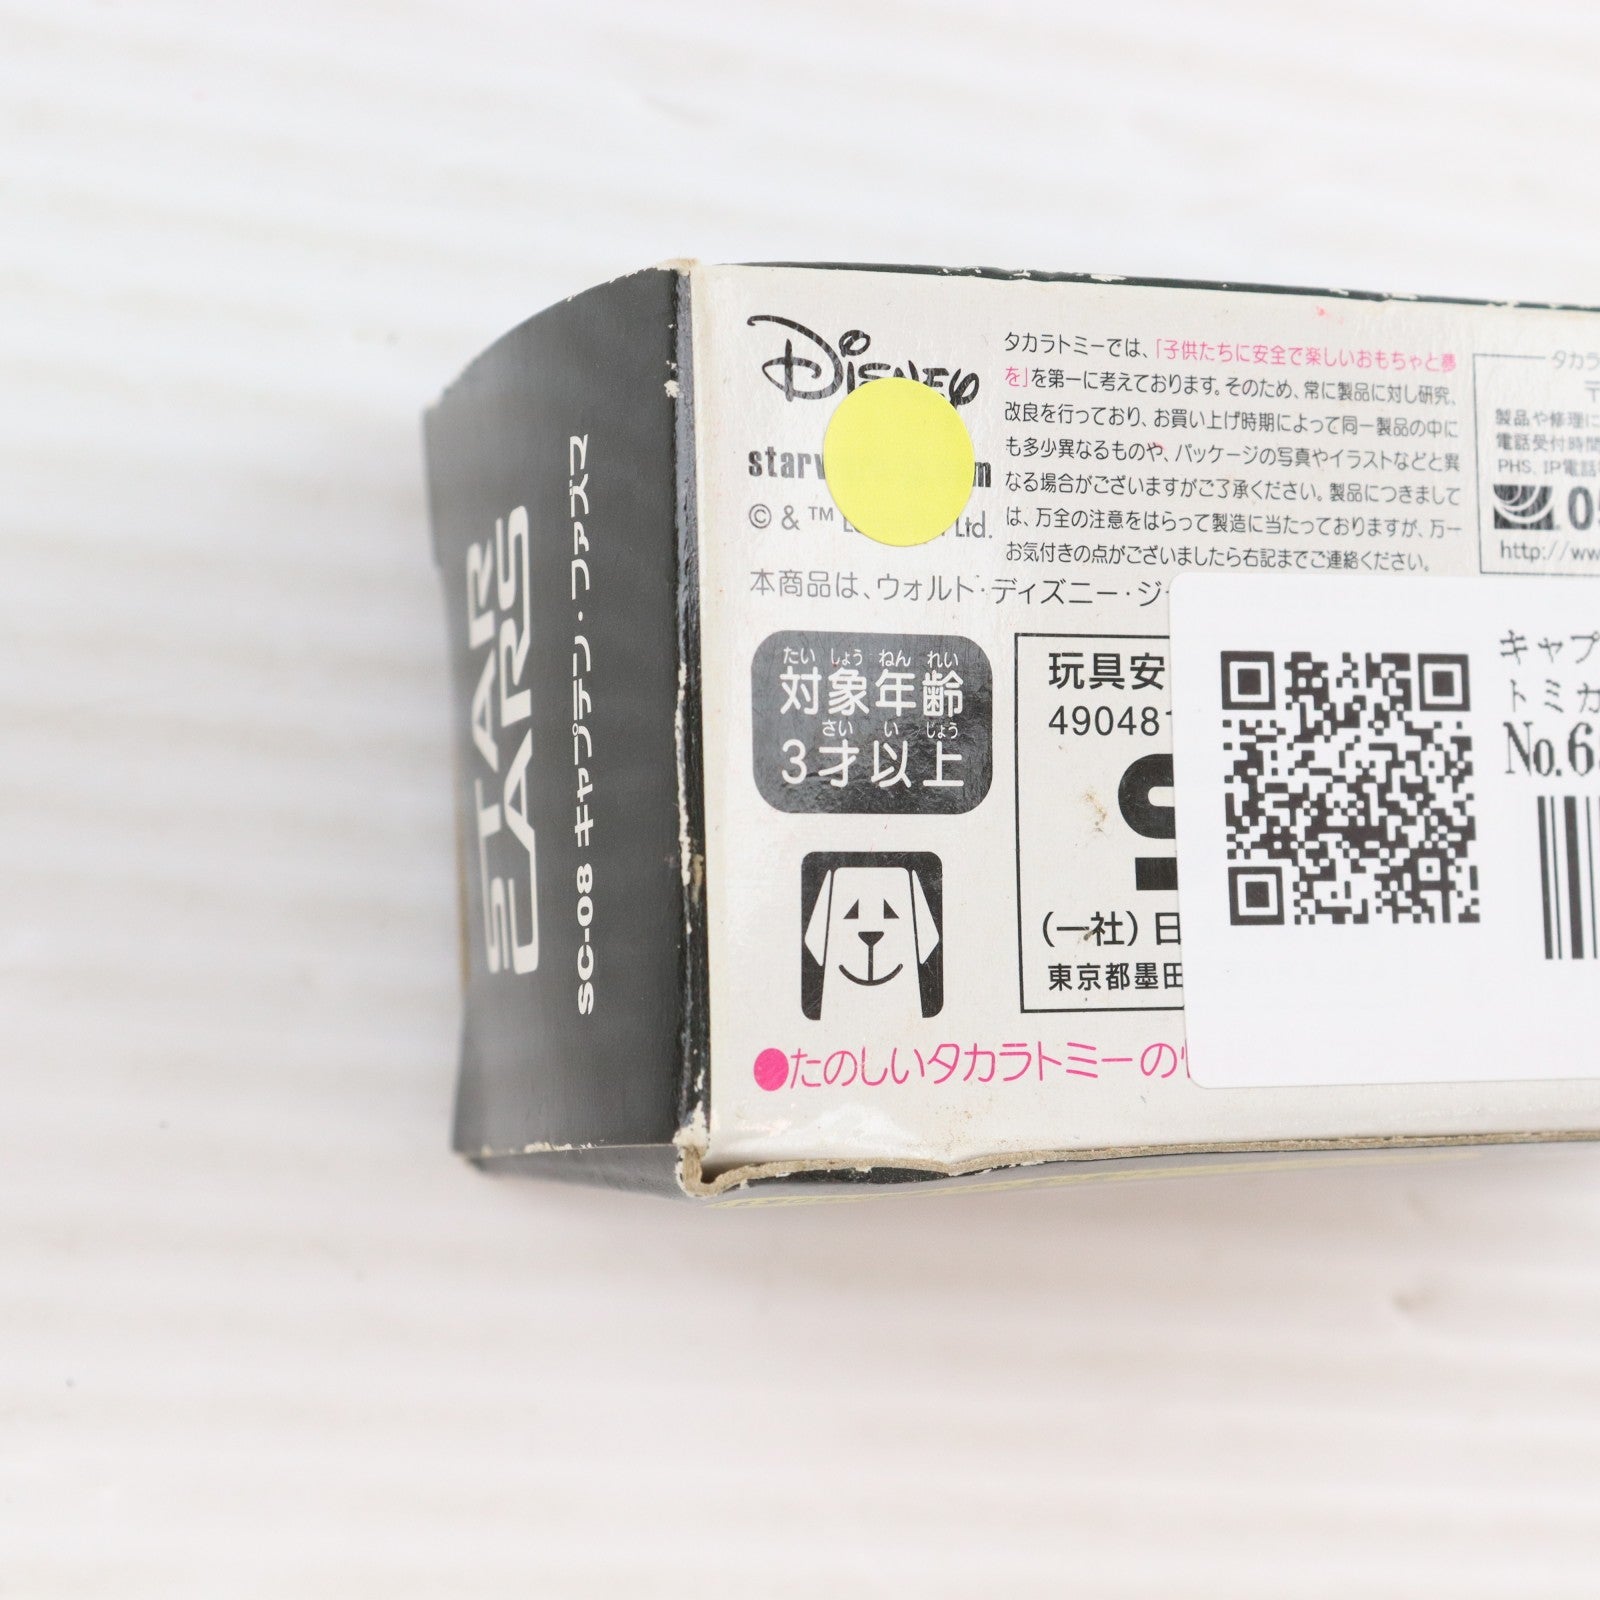 STAR
CARS
SC-08 キャプテン・ファズマ
Disney
© & ™ Ltd.
タカラトミーでは、「子供たちに安全で楽しいおもちゃと夢
を」を第一に考えております。そのため、常に製品に対し研究、
改良を行っており、お買い上げ時期によって同一製品の中に
も多少異なるものや、パッケージの写真やイラストなどと異
なる場合がございますがご了承ください。製品につきまして
は、万全の注意をはらって製造に当たっておりますが、万一
お気付きの点がございましたら右記までご連絡ください。
本商品は、ウォルト・ディズニー・ジ
タカラ
〒
製品や修理に
電話受付時間
PHS、IP電話
05
http://ww
たい しょう ねん れい
対象年齢
さい い じょう
3才以上
玩具安
490481
(一社) 日
東京都墨田
●たのしいタカラトミーの
キャプ
トミカ
No.6